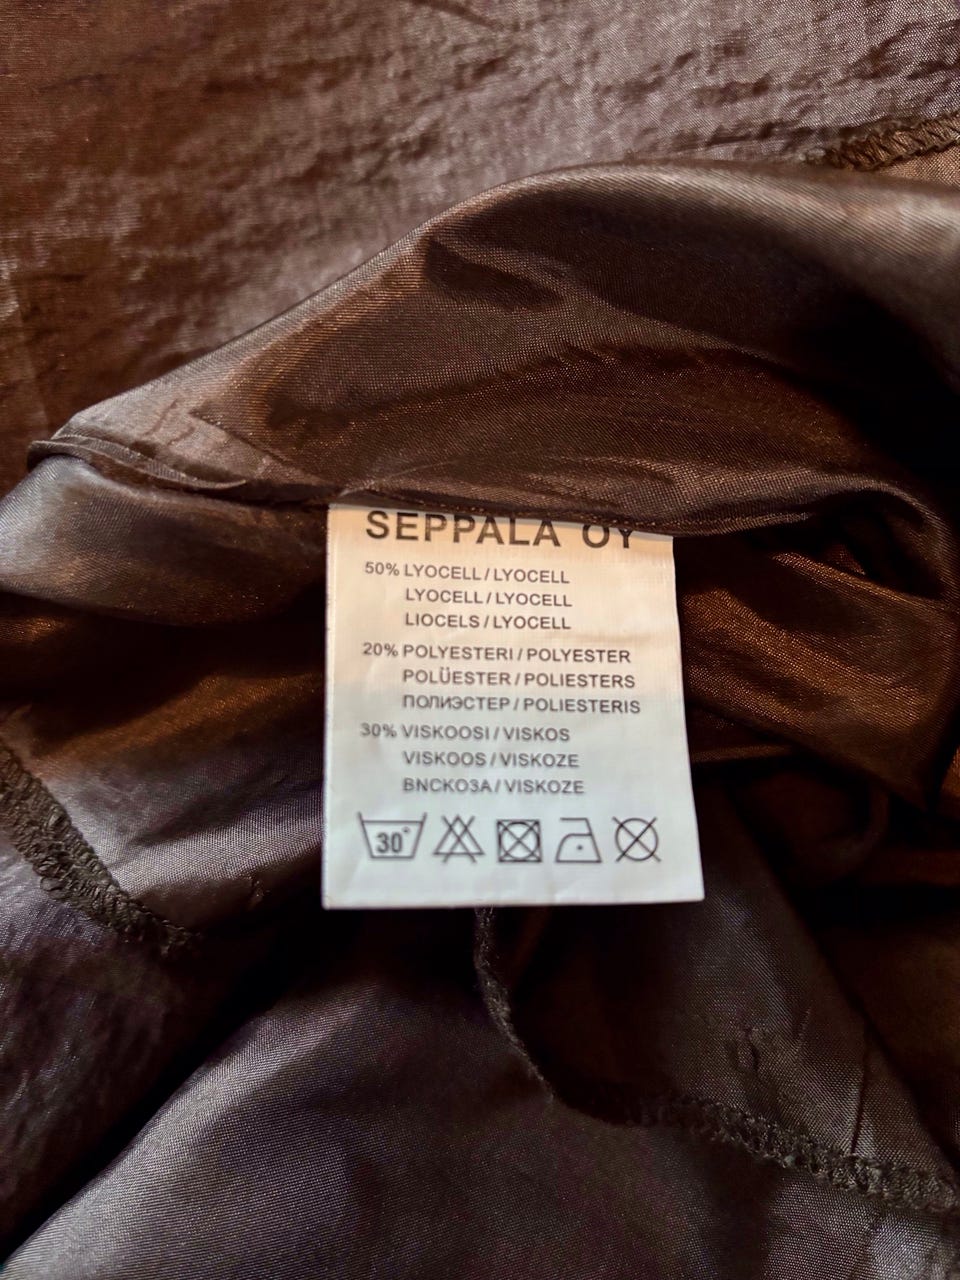 SEPPALA OY
50% LYOCELL / LYOCELL
LYOCELL / LYOCELL
LIOCELS / LYOCELL
20% POLYESTERI / POLYESTER
POLÜESTER / POLIESTERS
ПОЛИЭСТЕР / POLIESTERIS
30% VISKOOSI / VISKOS
VISKOOS / VISKOZE
ВПСКОЗА / VISKOZE
30°